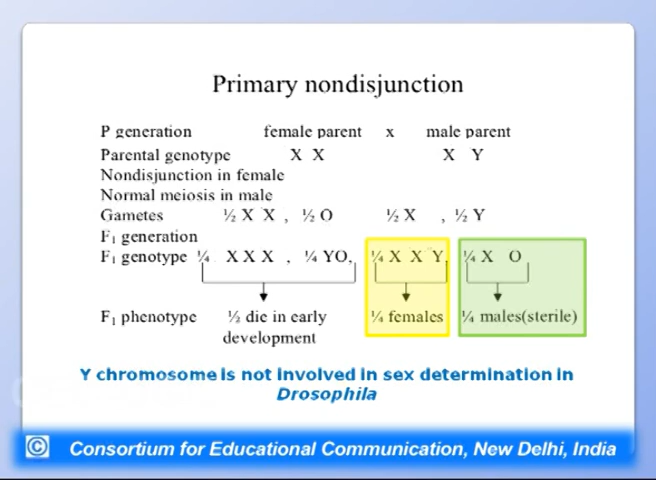 Primary nondisjunction
P generation female parent x male parent
Parental genotype X X X Y
Nondisjunction in female
Normal meiosis in male
Gametes ½ X X , ½ O ½ X , ½ Y
F₁ generation
F₁ genotype ¼ X X X , ¼ YO, ¼ X X Y, ¼ X O
F₁ phenotype ½ die in early ¼ females ¼ males(sterile)
development
Y chromosome is not involved in sex determination in
Drosophila
© Consortium for Educational Communication, New Delhi, India